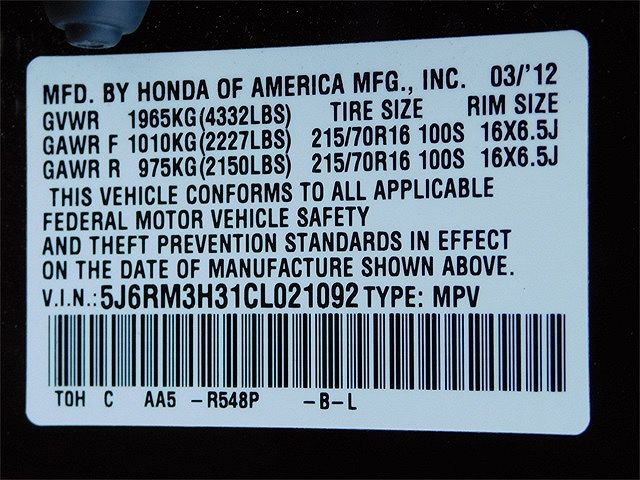 MFD. BY HONDA OF AMERICA MFG., INC. 03/'12
GVWR 1965KG(4332LBS) TIRE SIZE RIM SIZE
GAWR F 1010KG(2227LBS) 215/70R16 100S 16X6.5J
GAWR R 975KG(2150LBS) 215/70R16 100S 16X6.5J
THIS VEHICLE CONFORMS TO ALL APPLICABLE
FEDERAL MOTOR VEHICLE SAFETY
AND THEFT PREVENTION STANDARDS IN EFFECT
ON THE DATE OF MANUFACTURE SHOWN ABOVE.
V.I.N.: 5J6RM3H31CL021092 TYPE: MPV
TOH C AA5 -R548P -B-L